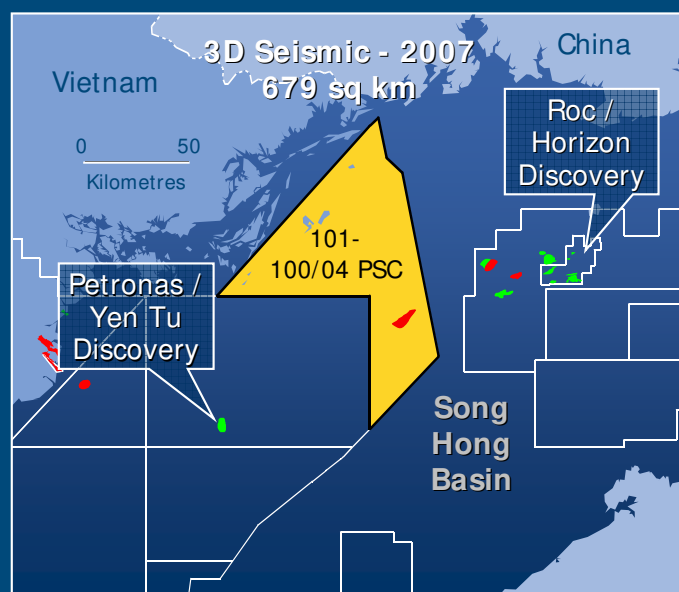 3D Seismic - 2007
679 sq km
Vietnam
China
0 50
Kilometres
Roc /
Horizon
Discovery
101-
100/04 PSC
Petronas /
Yen Tu
Discovery
Song
Hong
Basin